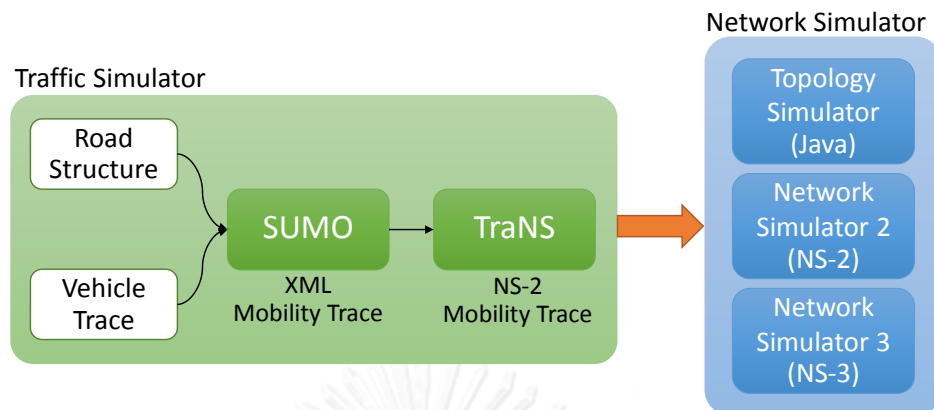 Network Simulator
Traffic Simulator
Road
Structure
Vehicle
Trace
SUMO
XML
Mobility Trace
TraNS
NS-2
Mobility Trace
Topology
Simulator
(Java)
Network
Simulator 2
(NS-2)
Network
Simulator 3
(NS-3)